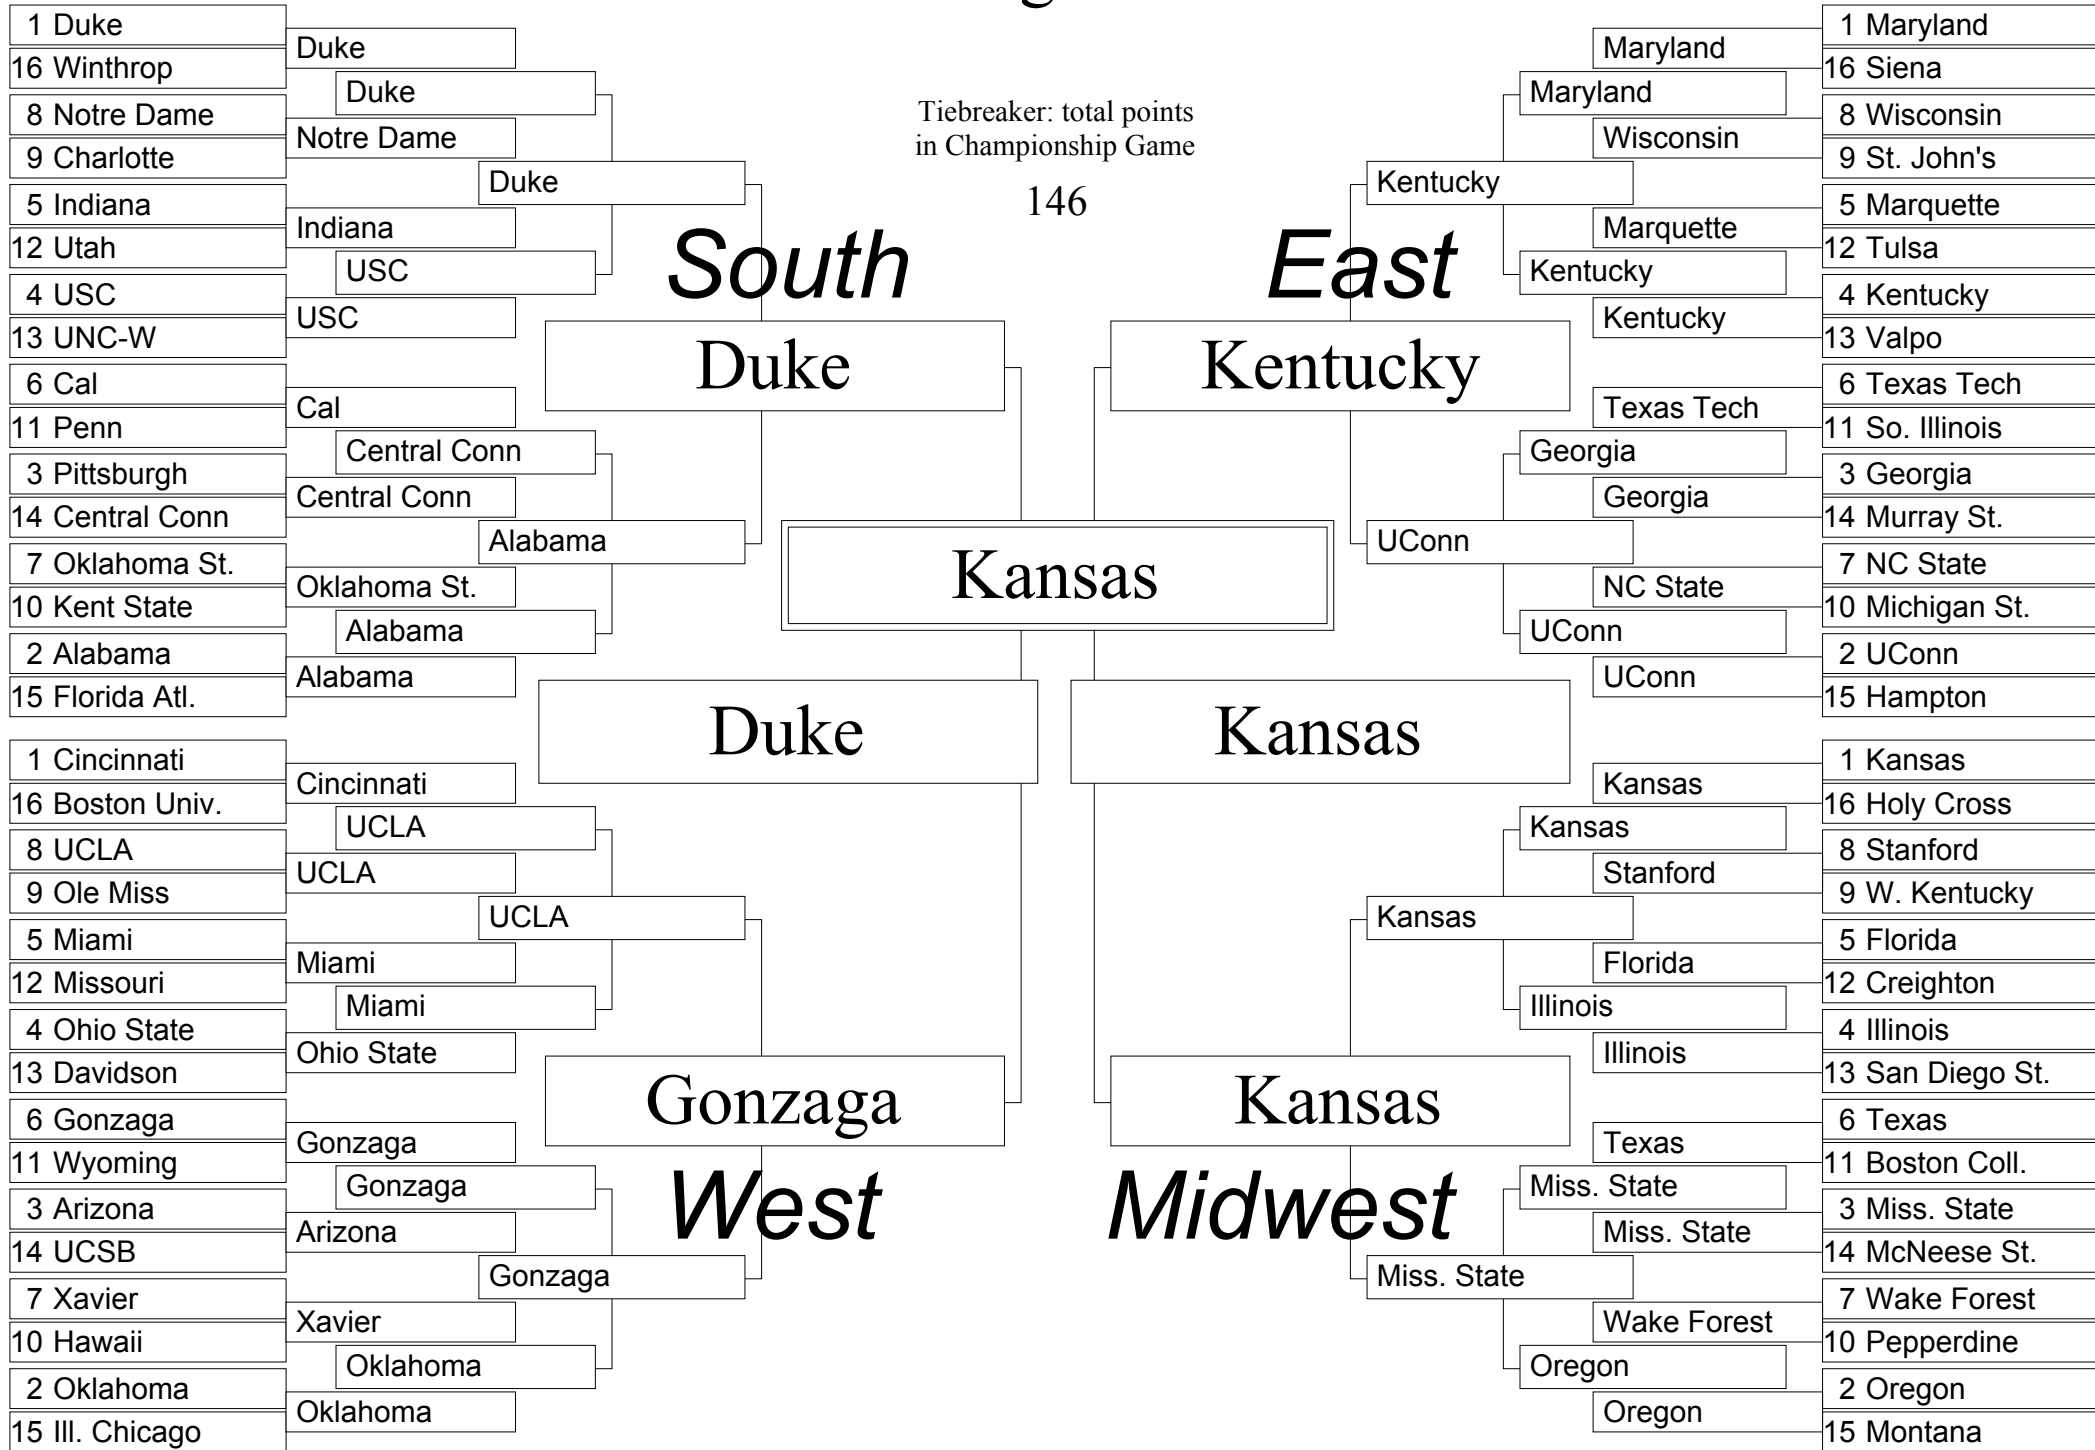 1 Duke
16 Winthrop
8 Notre Dame
9 Charlotte
5 Indiana
12 Utah
4 USC
13 UNC-W
6 Cal
11 Penn
3 Pittsburgh
14 Central Conn
7 Oklahoma St.
10 Kent State
2 Alabama
15 Florida Atl.
Duke
Notre Dame
Indiana
USC
Cal
Central Conn
Oklahoma St.
Alabama
Duke
USC
Central Conn
Alabama
Duke
Alabama
South
Duke
1 Cincinnati
16 Boston Univ.
8 UCLA
9 Ole Miss
5 Miami
12 Missouri
4 Ohio State
13 Davidson
6 Gonzaga
11 Wyoming
3 Arizona
14 UCSB
7 Xavier
10 Hawaii
2 Oklahoma
15 Ill. Chicago
Cincinnati
UCLA
Miami
Ohio State
Gonzaga
Arizona
Xavier
Oklahoma
UCLA
Miami
Gonzaga
Oklahoma
UCLA
Gonzaga
Gonzaga
West
Tiebreaker: total points
in Championship Game
146
Kansas
Duke
Kansas
East
Kentucky
Kentucky
UConn
Maryland
Kentucky
Georgia
UConn
Maryland
Wisconsin
Marquette
Kentucky
Texas Tech
Georgia
NC State
UConn
1 Maryland
16 Siena
8 Wisconsin
9 St. John's
5 Marquette
12 Tulsa
4 Kentucky
13 Valpo
6 Texas Tech
11 So. Illinois
3 Georgia
14 Murray St.
7 NC State
10 Michigan St.
2 UConn
15 Hampton
Kansas
Midwest
Kansas
Miss. State
Kansas
Illinois
Miss. State
Oregon
Kansas
Stanford
Florida
Illinois
Texas
Miss. State
Wake Forest
Oregon
1 Kansas
16 Holy Cross
8 Stanford
9 W. Kentucky
5 Florida
12 Creighton
4 Illinois
13 San Diego St.
6 Texas
11 Boston Coll.
3 Miss. State
14 McNeese St.
7 Wake Forest
10 Pepperdine
2 Oregon
15 Montana